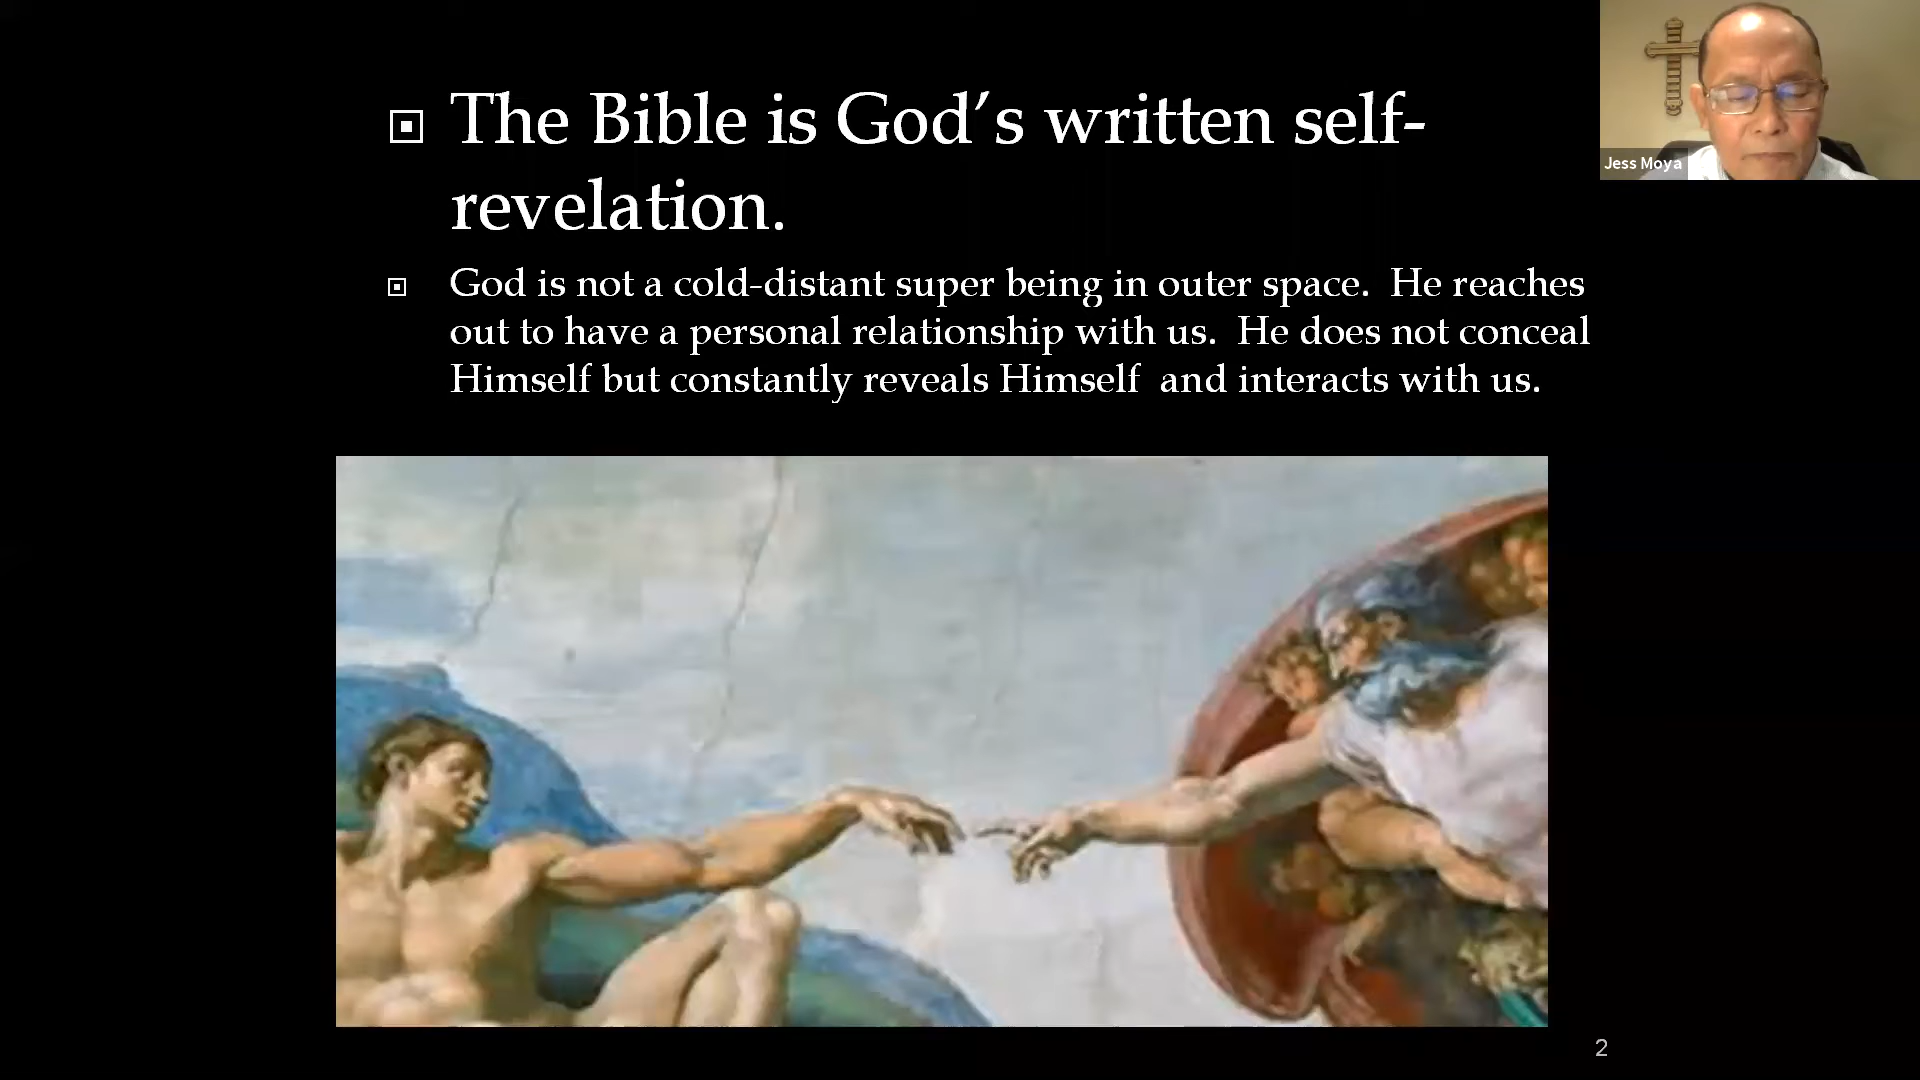 The Bible is God’s written self-
revelation.
God is not a cold-distant super being in outer space.  He reaches
out to have a personal relationship with us.  He does not conceal
Himself but constantly reveals Himself  and interacts with us.
Jess Moya
2